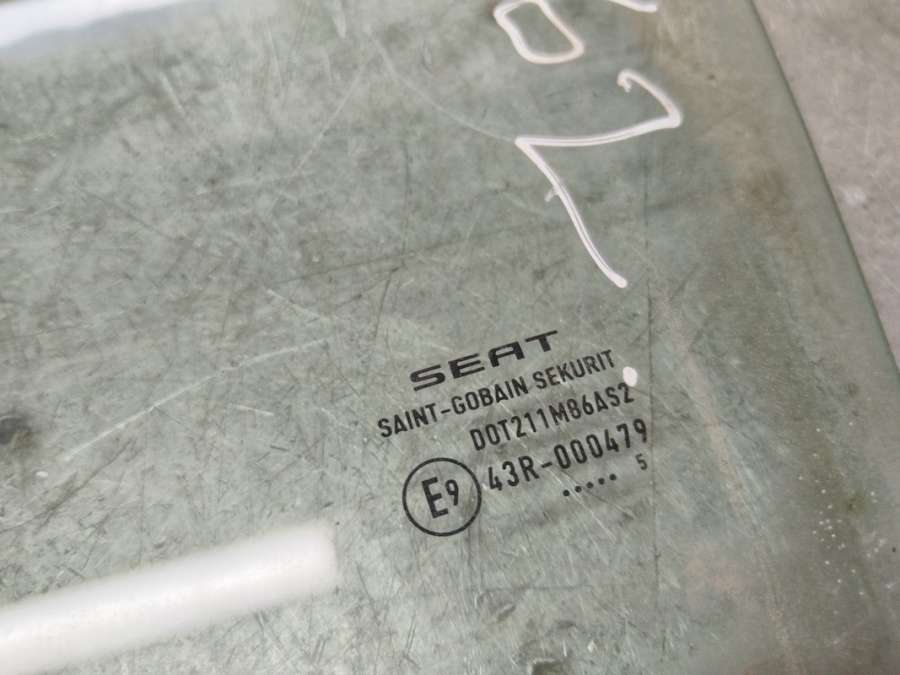 SEAT
SAINT-GOBAIN SEKURIT
DOT211M86AS2
E9 43R-000479
..... 5